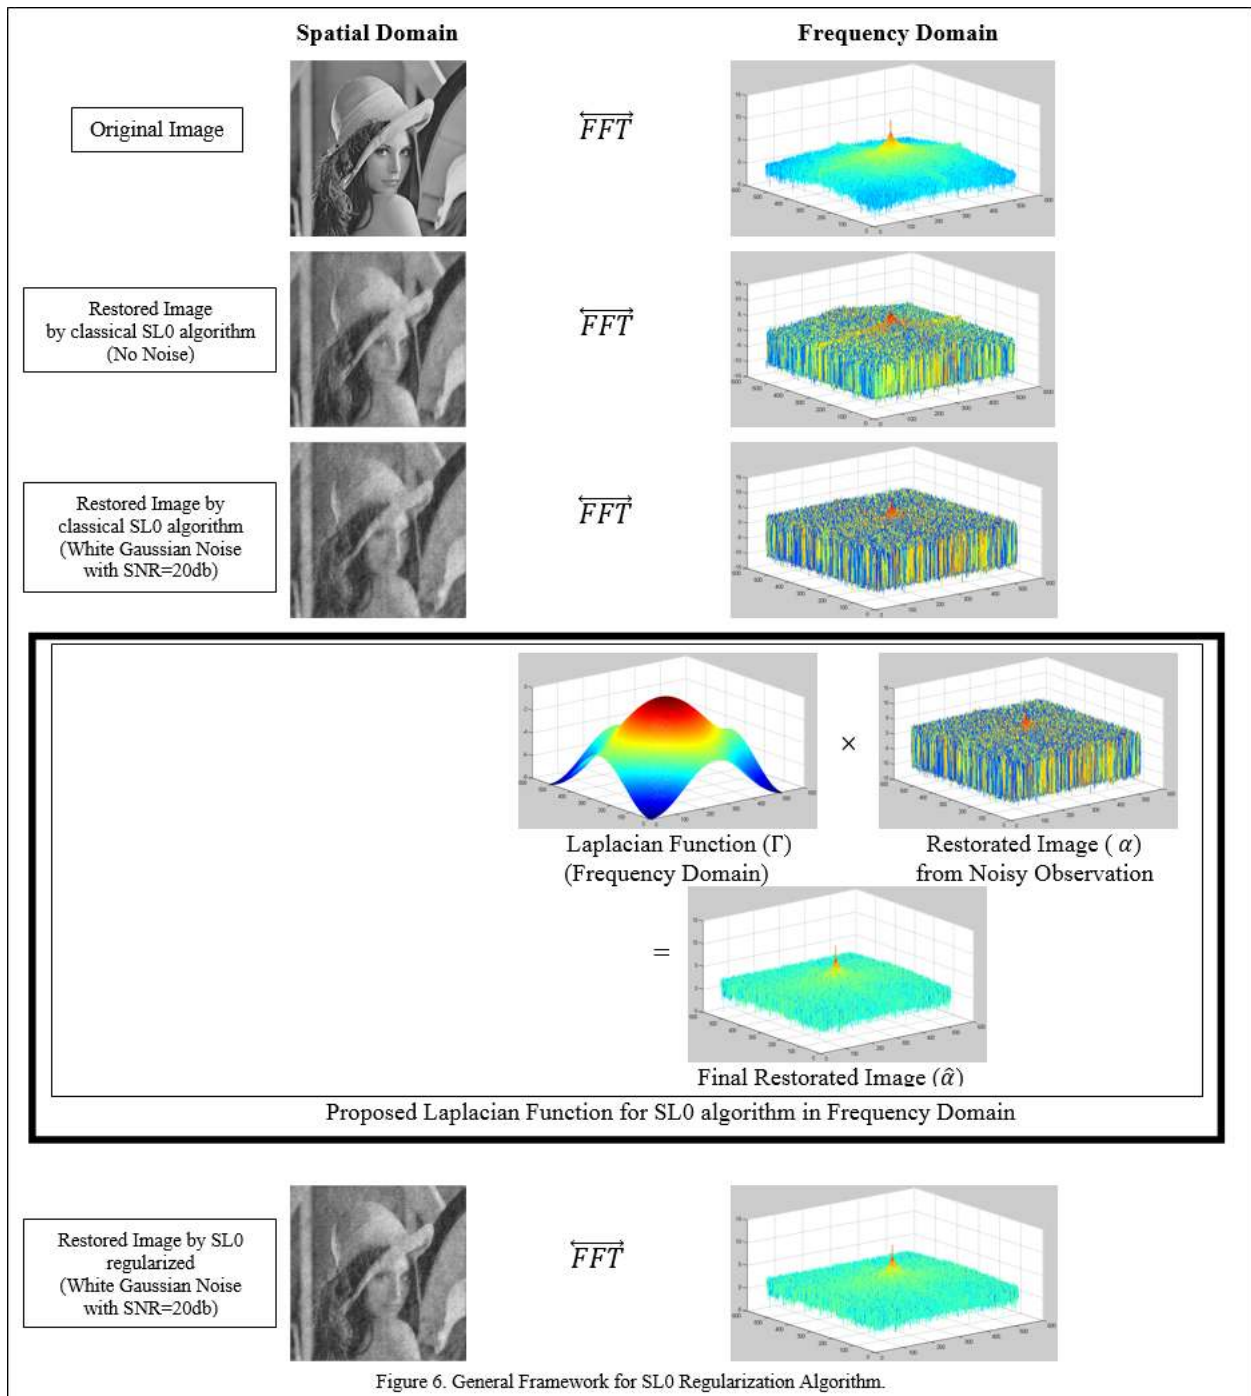 Spatial Domain
Frequency Domain
Original Image
FFT
Restored Image
by classical SL0 algorithm
(No Noise)
FFT
Restored Image by
classical SL0 algorithm
(White Gaussian Noise
with SNR=20db)
FFT
×
Laplacian Function (Γ)
(Frequency Domain)
Restorated Image ( α)
from Noisy Observation
=
Final Restorated Image (α̂)
Proposed Laplacian Function for SL0 algorithm in Frequency Domain
Restored Image by SL0
regularized
(White Gaussian Noise
with SNR=20db)
FFT
Figure 6. General Framework for SL0 Regularization Algorithm.